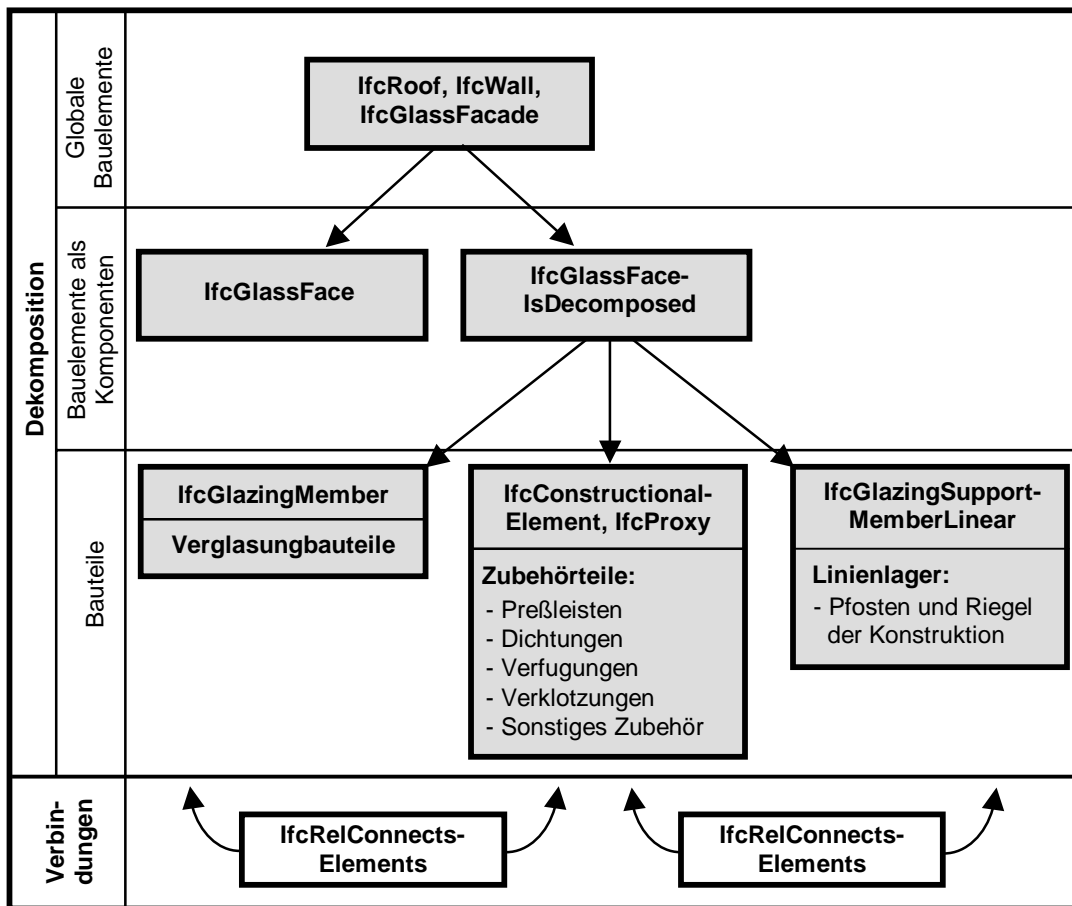 Dekomposition
Globale
Bauelemente
IfcRoof, IfcWall,
IfcGlassFacade
Bauelemente als
Komponenten
IfcGlassFace
IfcGlassFace-
IsDecomposed
Bauteile
IfcGlazingMember
Verglasungbauteile
IfcConstructional-
Element, IfcProxy
Zubehörteile:
- Preßleisten
- Dichtungen
- Verfugungen
- Verklotzungen
- Sonstiges Zubehör
IfcGlazingSupport-
MemberLinear
Linienlager:
- Pfosten und Riegel
der Konstruktion
Verbin-
dungen
IfcRelConnects-
Elements
IfcRelConnects-
Elements